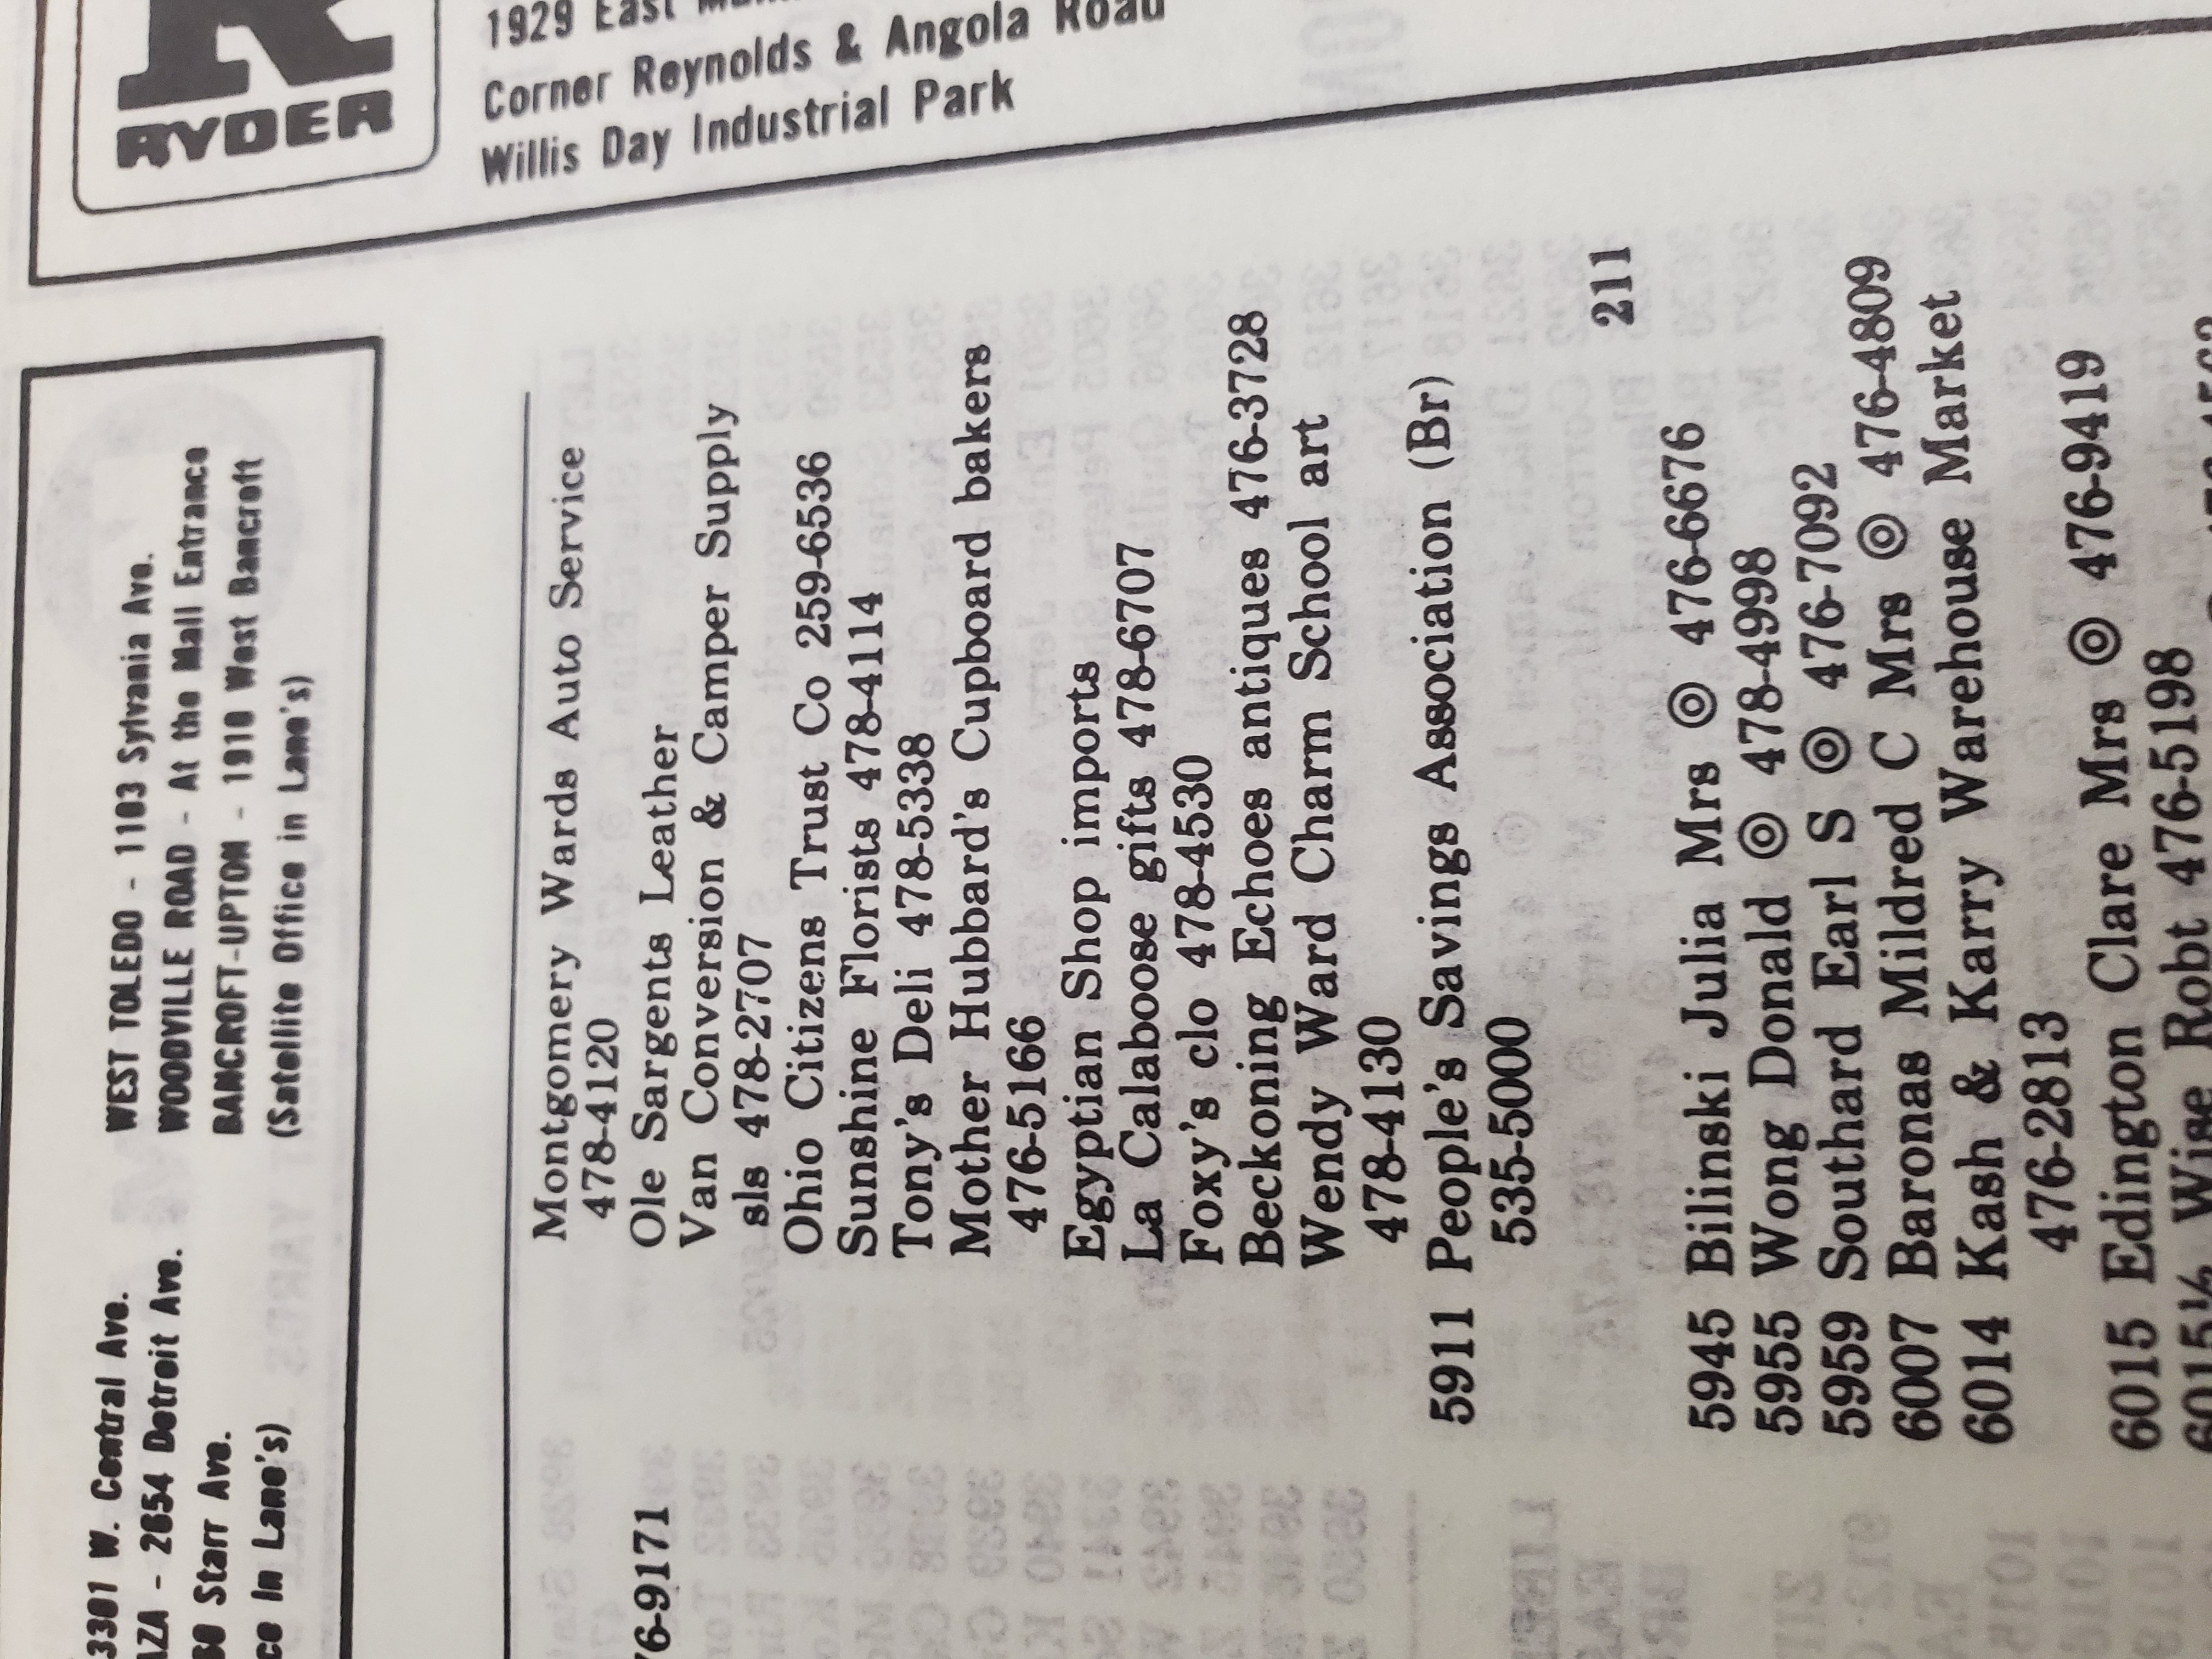 RYDER
1929 East
Corner Reynolds & Angola Road
Willis Day Industrial Park
3301 W. Central Ave.
AZA - 2854 Detroit Ave.
60 Starr Ave.
ce In Lane's)
WEST TOLEDO - 1103 Sylvania Ave.
WOODVILLE ROAD - At the Mall Entrance
BANCROFT-UPTON - 1910 West Bancroft
(Satellite Office in Lane's)
76-9171
Montgomery Wards Auto Service
478-4120
Ole Sargents Leather
Van Conversion & Camper Supply
sls 478-2707
Ohio Citizens Trust Co 259-6536
Sunshine Florists 478-4114
Tony's Deli 478-5338
Mother Hubbard's Cupboard bakers
476-5166
Egyptian Shop imports
La Calaboose gifts 478-6707
Foxy's clo 478-4530
Beckoning Echoes antiques 476-3728
Wendy Ward Charm School art
478-4130
5911 People's Savings Association (Br)
535-5000
211
5945 Bilinski Julia Mrs ◎ 476-6676
5955 Wong Donald ◎ 478-4998
5959 Southard Earl S ◎ 476-7092
6007 Baronas Mildred C Mrs ◎ 476-4809
6014 Kash & Karry Warehouse Market
476-2813
6015 Edington Clare Mrs ◎ 476-9419
6015½ Wise Robt 476-5198